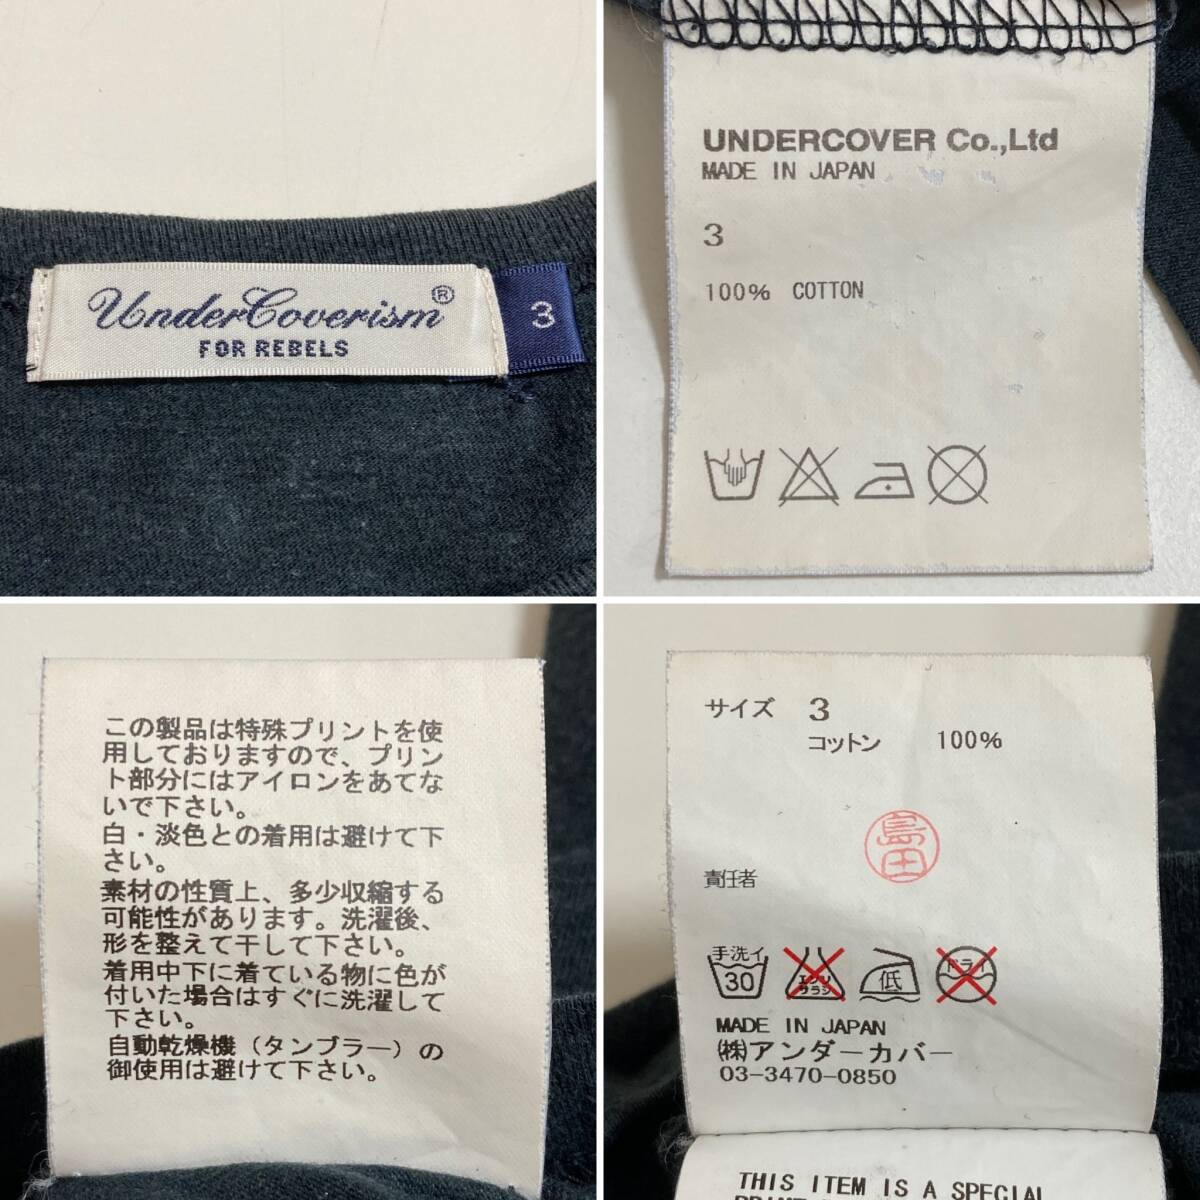 UnderCoverism®
FOR REBELS
3
UNDERCOVER Co.,Ltd
MADE IN JAPAN
3
100% COTTON
この製品は特殊プリントを使
用しておりますので、プリン
ト部分にはアイロンをあてな
いで下さい。
白・淡色との着用は避けて下
さい。
素材の性質上、多少収縮する
可能性があります。洗濯後、
形を整えて干して下さい。
着用中下に着ている物に色が
付いた場合はすぐに洗濯して
下さい。
自動乾燥機（タンブラー）の
御使用は避けて下さい。
サイズ 3
コットン 100%
島田
責任者
手洗イ 30 エンソサラシ 低 ドライ
MADE IN JAPAN
㈱アンダーカバー
03-3470-0850
THIS ITEM IS A SPECIAL